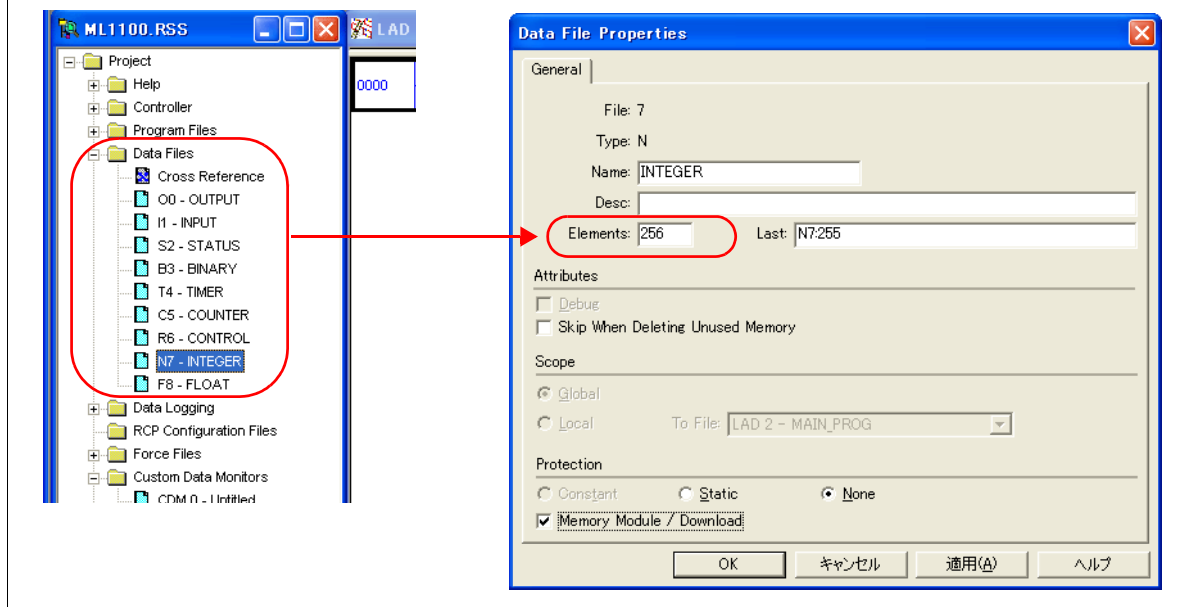 ML1100.RSS
LAD
Project
Help
Controller
Program Files
Data Files
Cross Reference
O0 - OUTPUT
I1 - INPUT
S2 - STATUS
B3 - BINARY
T4 - TIMER
C5 - COUNTER
R6 - CONTROL
N7 - INTEGER
F8 - FLOAT
Data Logging
RCP Configuration Files
Force Files
Custom Data Monitors
CDM 0 - Untitled
0000
Data File Properties
General
File: 7
Type: N
Name: INTEGER
Desc:
Elements: 256 Last: N7:255
Attributes
Debug
Skip When Deleting Unused Memory
Scope
Global
Local To File: LAD 2 - MAIN_PROG
Protection
Constant Static None
Memory Module / Download
OK キャンセル 適用(A) ヘルプ